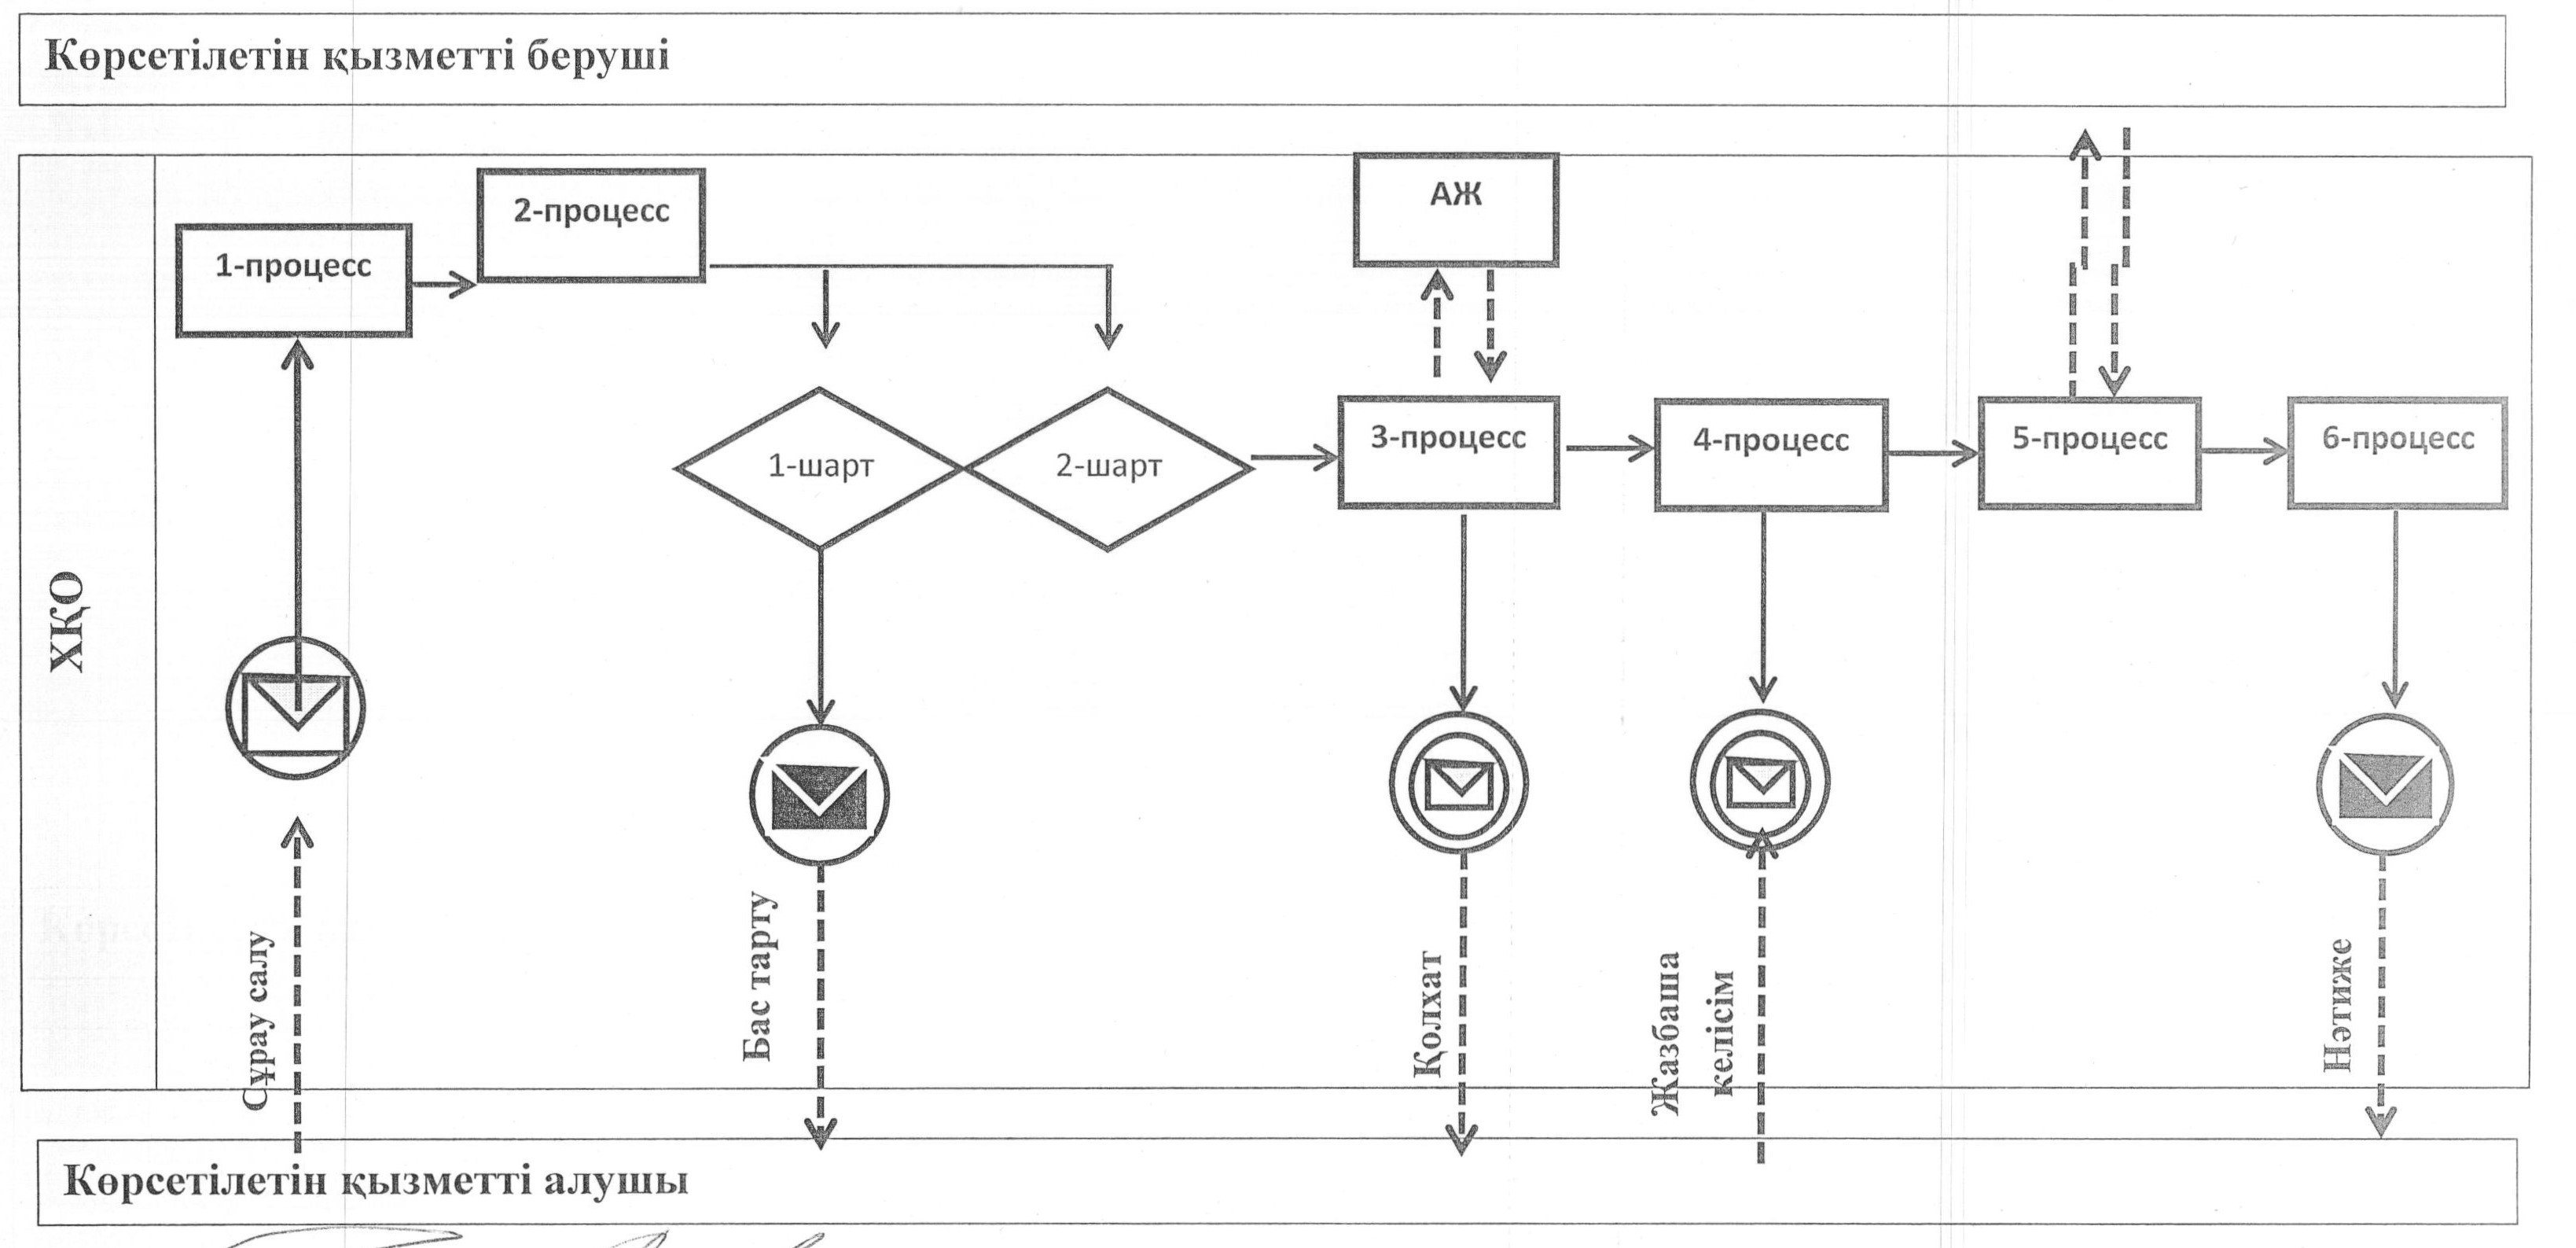 Көрсетілетін қызметті беруші
АЖ
2-процесс
1-процесс
3-процесс
4-процесс
5-процесс
6-процесс
1-шарт
2-шарт
ХҚО
Сұрау салу
Бас тарту
Қолхат
Жазбаша
келісім
Нәтиже
Көрсетілетін қызметті алушы